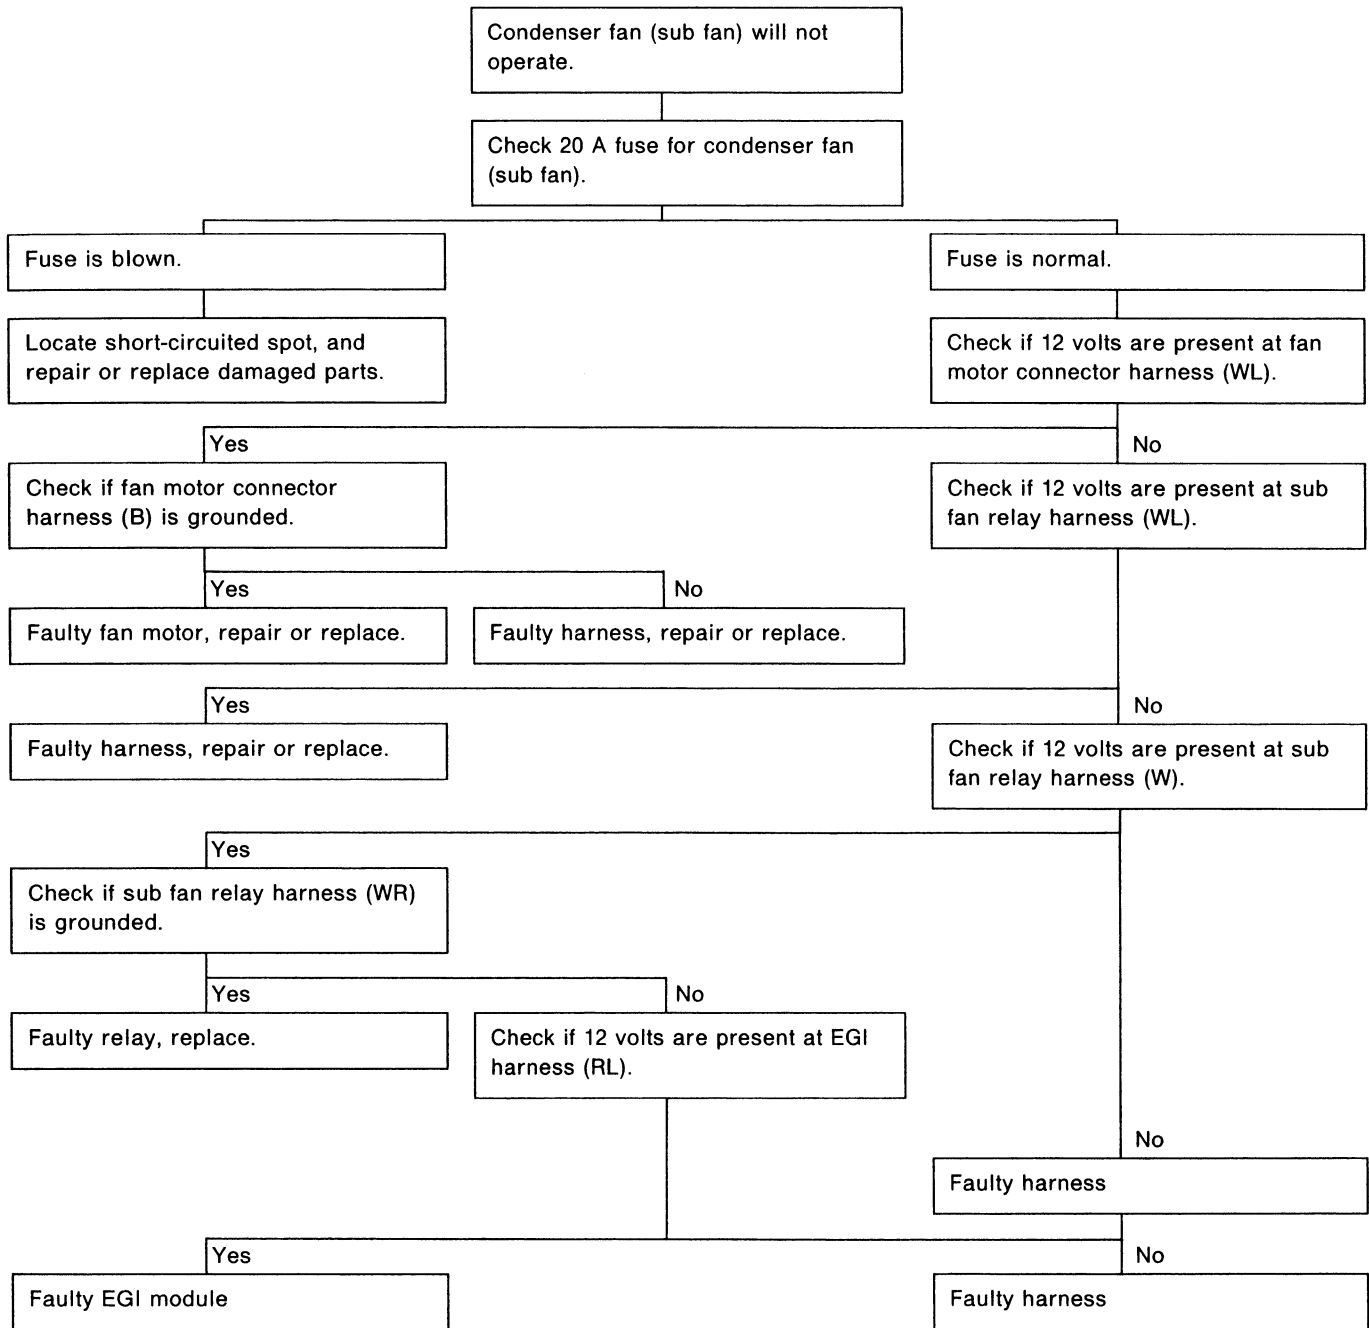 Condenser fan (sub fan) will not
operate.
Check 20 A fuse for condenser fan
(sub fan).
Fuse is blown.
Fuse is normal.
Locate short-circuited spot, and
repair or replace damaged parts.
Check if 12 volts are present at fan
motor connector harness (WL).
Yes
No
Check if fan motor connector
harness (B) is grounded.
Check if 12 volts are present at sub
fan relay harness (WL).
Yes
No
Faulty fan motor, repair or replace.
Faulty harness, repair or replace.
Yes
No
Faulty harness, repair or replace.
Check if 12 volts are present at sub
fan relay harness (W).
Yes
Check if sub fan relay harness (WR)
is grounded.
Yes
No
Faulty relay, replace.
Check if 12 volts are present at EGI
harness (RL).
No
Faulty harness
Yes
No
Faulty EGI module
Faulty harness